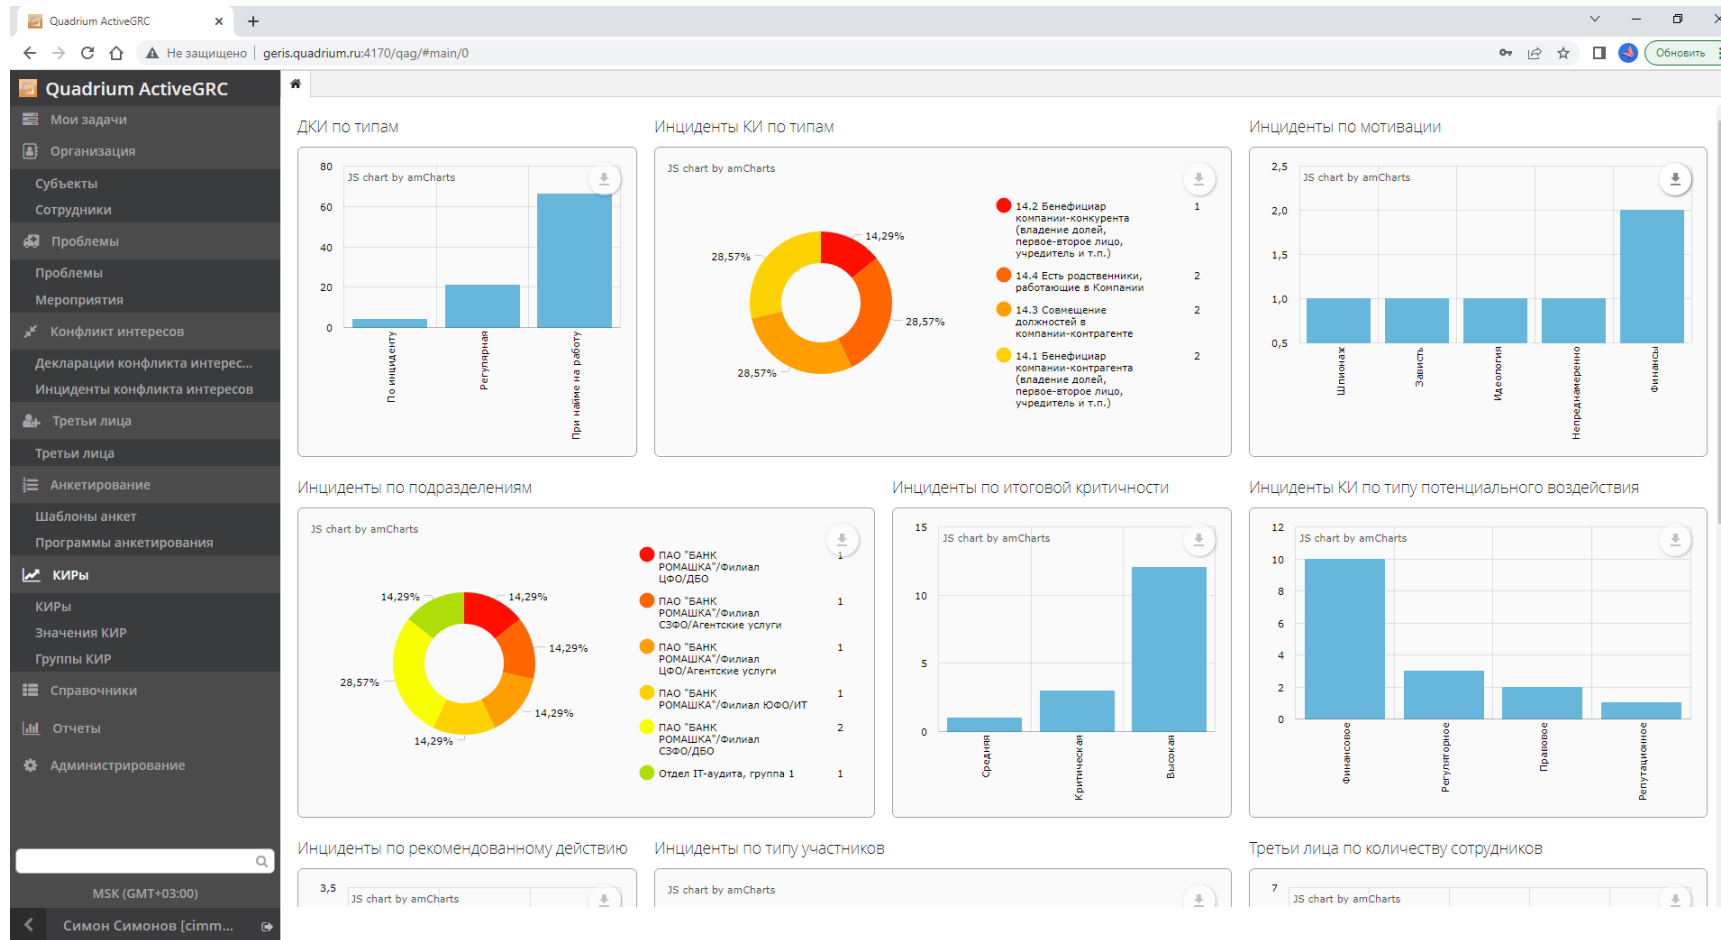 Quadrium ActiveGRC
Не защищено
geris.quadrium.ru:4170/qag/#main/0
Обновить
Quadrium ActiveGRC
Мои задачи
Организация
Субъекты
Сотрудники
Проблемы
Проблемы
Мероприятия
Конфликт интересов
Декларации конфликта интерес...
Инциденты конфликта интересов
Третьи лица
Третьи лица
Анкетирование
Шаблоны анкет
Программы анкетирования
КИРы
КИРы
Значения КИР
Группы КИР
Справочники
Отчеты
Администрирование
MSK (GMT+03:00)
Симон Симонов [cimm...
ДКИ по типам
JS chart by amCharts
80
60
40
20
0
По инциденту
Регулярная
При найме на работу
Инциденты КИ по типам
JS chart by amCharts
14,29%
28,57%
28,57%
28,57%
14.2 Бенефициар
компании-конкурента
(владение долей,
первое-второе лицо,
учредитель и т.п.)
1
14.4 Есть родственники,
работающие в Компании
2
14.3 Совмещение
должностей в
компании-контрагенте
2
14.1 Бенефициар
компании-контрагента
(владение долей,
первое-второе лицо,
учредитель и т.п.)
2
Инциденты по мотивации
JS chart by amCharts
2,5
2,0
1,5
1,0
0,5
Шпионаж
Зависть
Идеология
Непреднамеренно
Финансы
Инциденты по подразделениям
JS chart by amCharts
14,29%
14,29%
14,29%
14,29%
14,29%
28,57%
ПАО "БАНК
РОМАШКА"/Филиал
ЦФО/ДБО
1
ПАО "БАНК
РОМАШКА"/Филиал
СЗФО/Агентские услуги
1
ПАО "БАНК
РОМАШКА"/Филиал
ЦФО/Агентские услуги
1
ПАО "БАНК
РОМАШКА"/Филиал ЮФО/ИТ
1
ПАО "БАНК
РОМАШКА"/Филиал
СЗФО/ДБО
2
Отдел IT-аудита, группа 1
1
Инциденты по итоговой критичности
JS chart by amCharts
15
10
5
0
Средняя
Критическая
Высокая
Инциденты КИ по типу потенциального воздействия
JS chart by amCharts
12
10
8
6
4
2
0
Финансовое
Регуляторное
Правовое
Репутационное
Инциденты по рекомендованному действию
3,5
JS chart by amCharts
Инциденты по типу участников
JS chart by amCharts
Третьи лица по количеству сотрудников
7
JS chart by amCharts